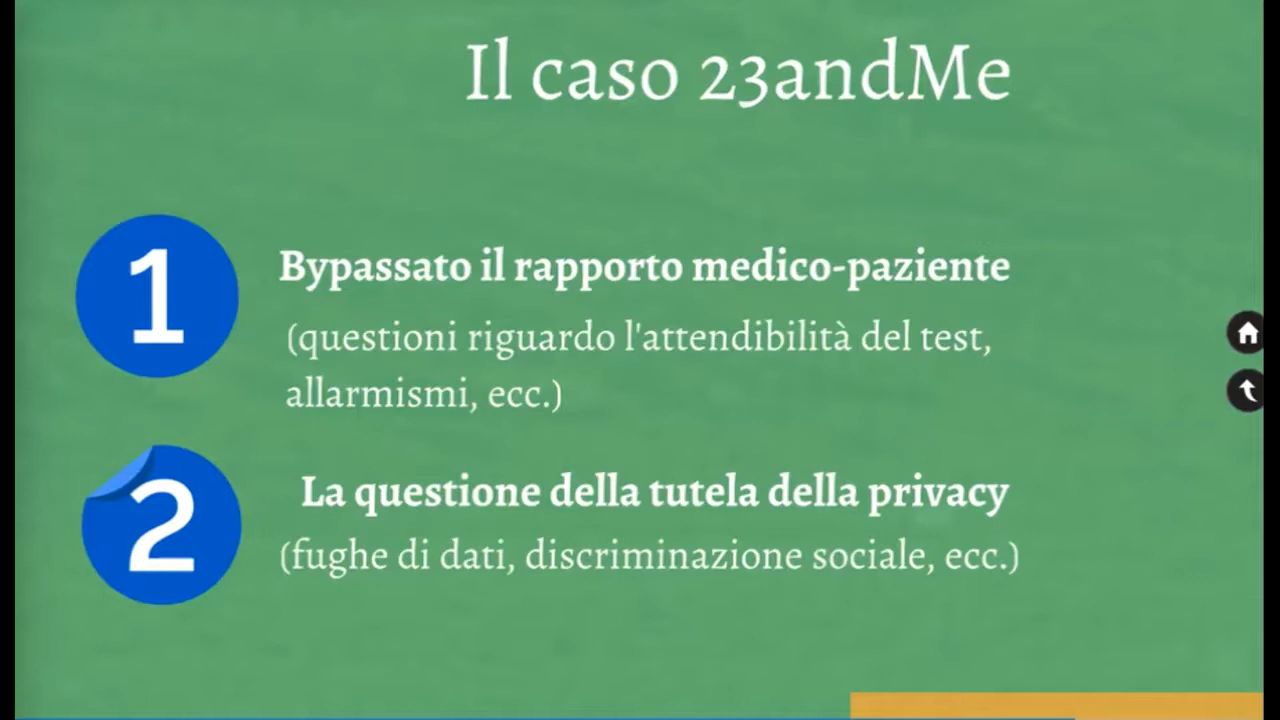 Il caso 23andMe
1
Bypassato il rapporto medico-paziente
(questioni riguardo l'attendibilità del test,
allarmismi, ecc.)
2
La questione della tutela della privacy
(fughe di dati, discriminazione sociale, ecc.)